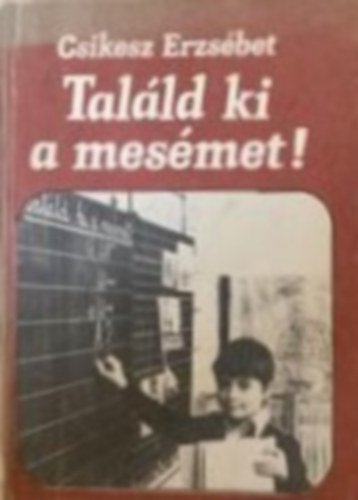 Csikesz Erzsébet
Találd ki
a mesémet!